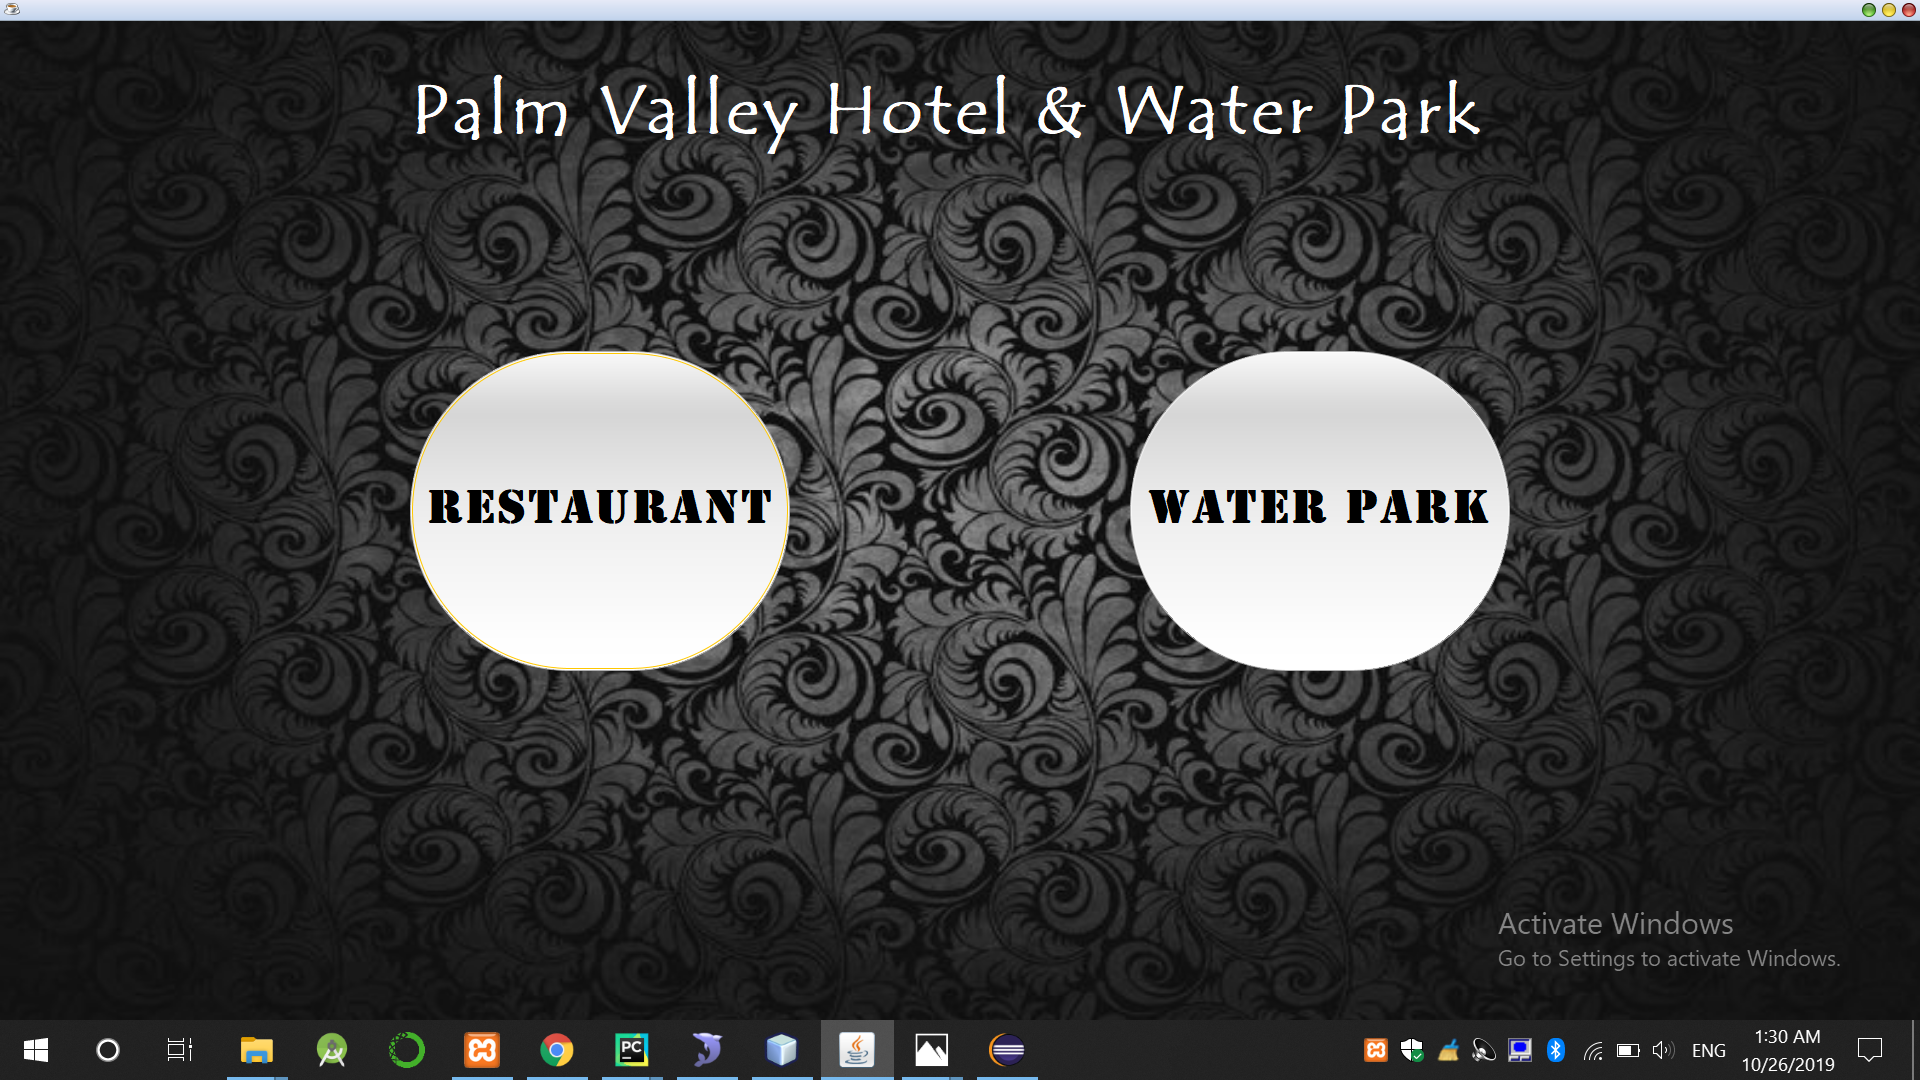 Palm Valley Hotel & Water Park
RESTAURANT
WATER PARK
Activate Windows
Go to Settings to activate Windows.
PC
ENG
1:30 AM
10/26/2019